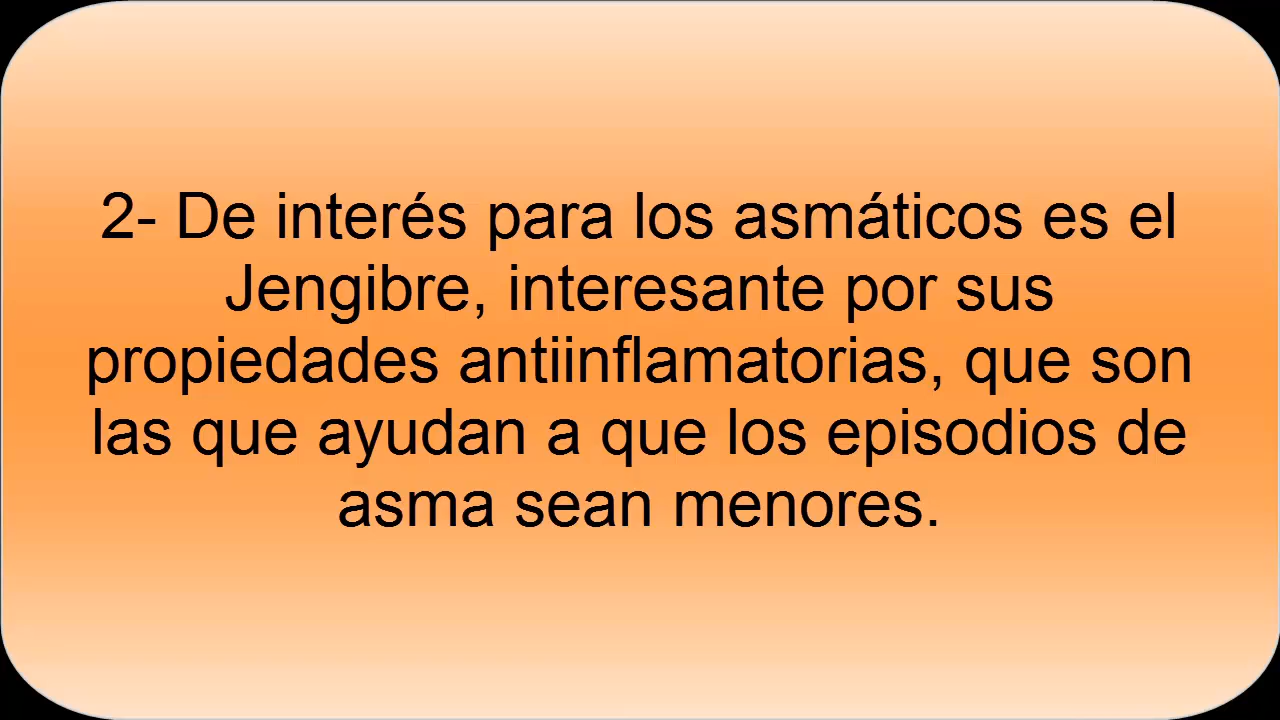 2- De interés para los asmáticos es el
Jengibre, interesante por sus
propiedades antiinflamatorias, que son
las que ayudan a que los episodios de
asma sean menores.